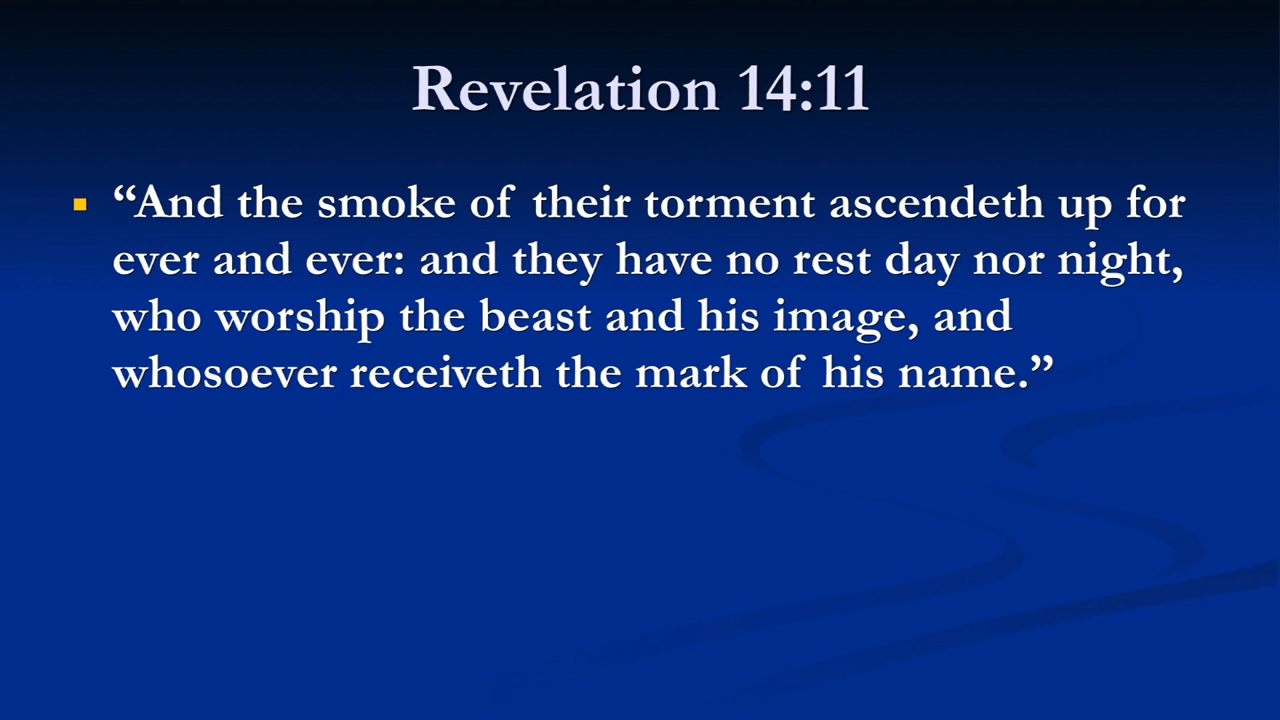 Revelation 14:11
“And the smoke of their torment ascendeth up for
ever and ever: and they have no rest day nor night,
who worship the beast and his image, and
whosoever receiveth the mark of his name.”